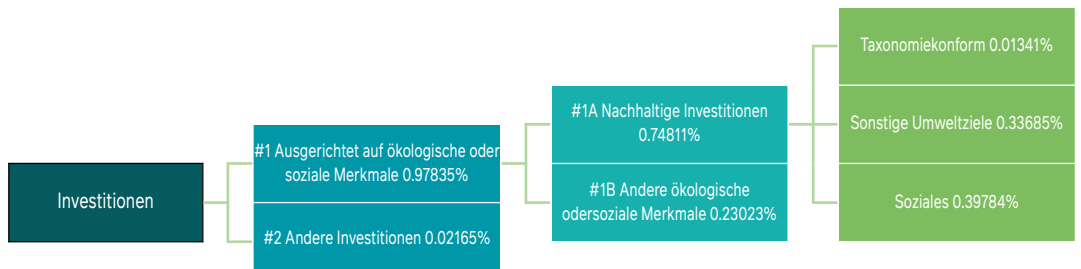 Investitionen
#1 Ausgerichtet auf ökologische oder
soziale Merkmale 0.97835%
#2 Andere Investitionen 0.02165%
#1A Nachhaltige Investitionen
0.74811%
#1B Andere ökologische
odersoziale Merkmale 0.23023%
Taxonomiekonform 0.01341%
Sonstige Umweltziele 0.33685%
Soziales 0.39784%